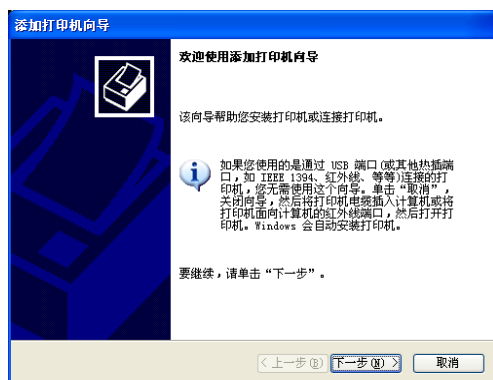 添加打印机向导
欢迎使用添加打印机向导
该向导帮助您安装打印机或连接打印机。
如果您使用的是通过 USB 端口(或其他热插端
口，如 IEEE 1394、红外线、等等)连接的打
印机，您无需使用这个向导。单击“取消”，
关闭向导，然后将打印机电缆插入计算机或将
打印机面向计算机的红外线端口，然后打开打
印机。Windows 会自动安装打印机。
要继续，请单击“下一步”。
< 上一步(B) 下一步(N) > 取消